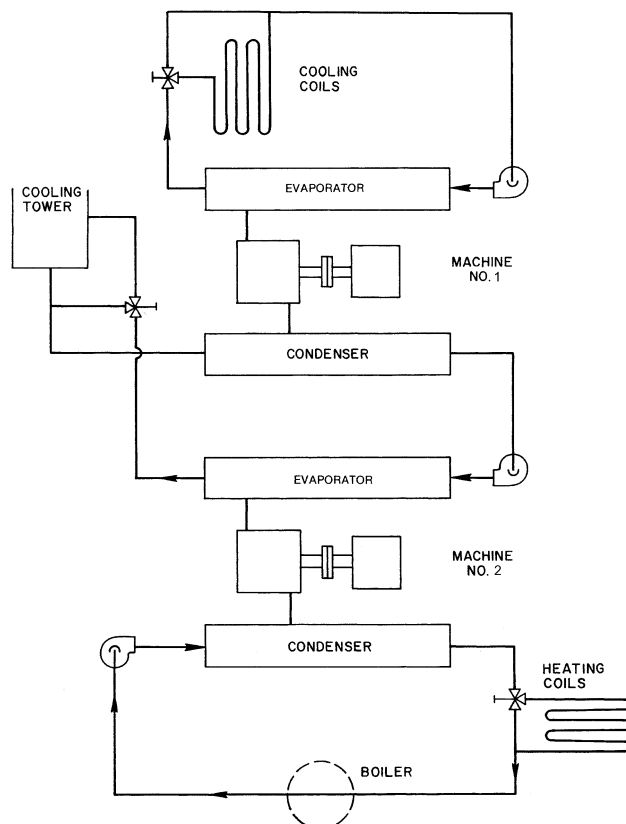 COOLING
COILS
EVAPORATOR
COOLING
TOWER
MACHINE
NO. 1
CONDENSER
EVAPORATOR
MACHINE
NO. 2
CONDENSER
HEATING
COILS
BOILER